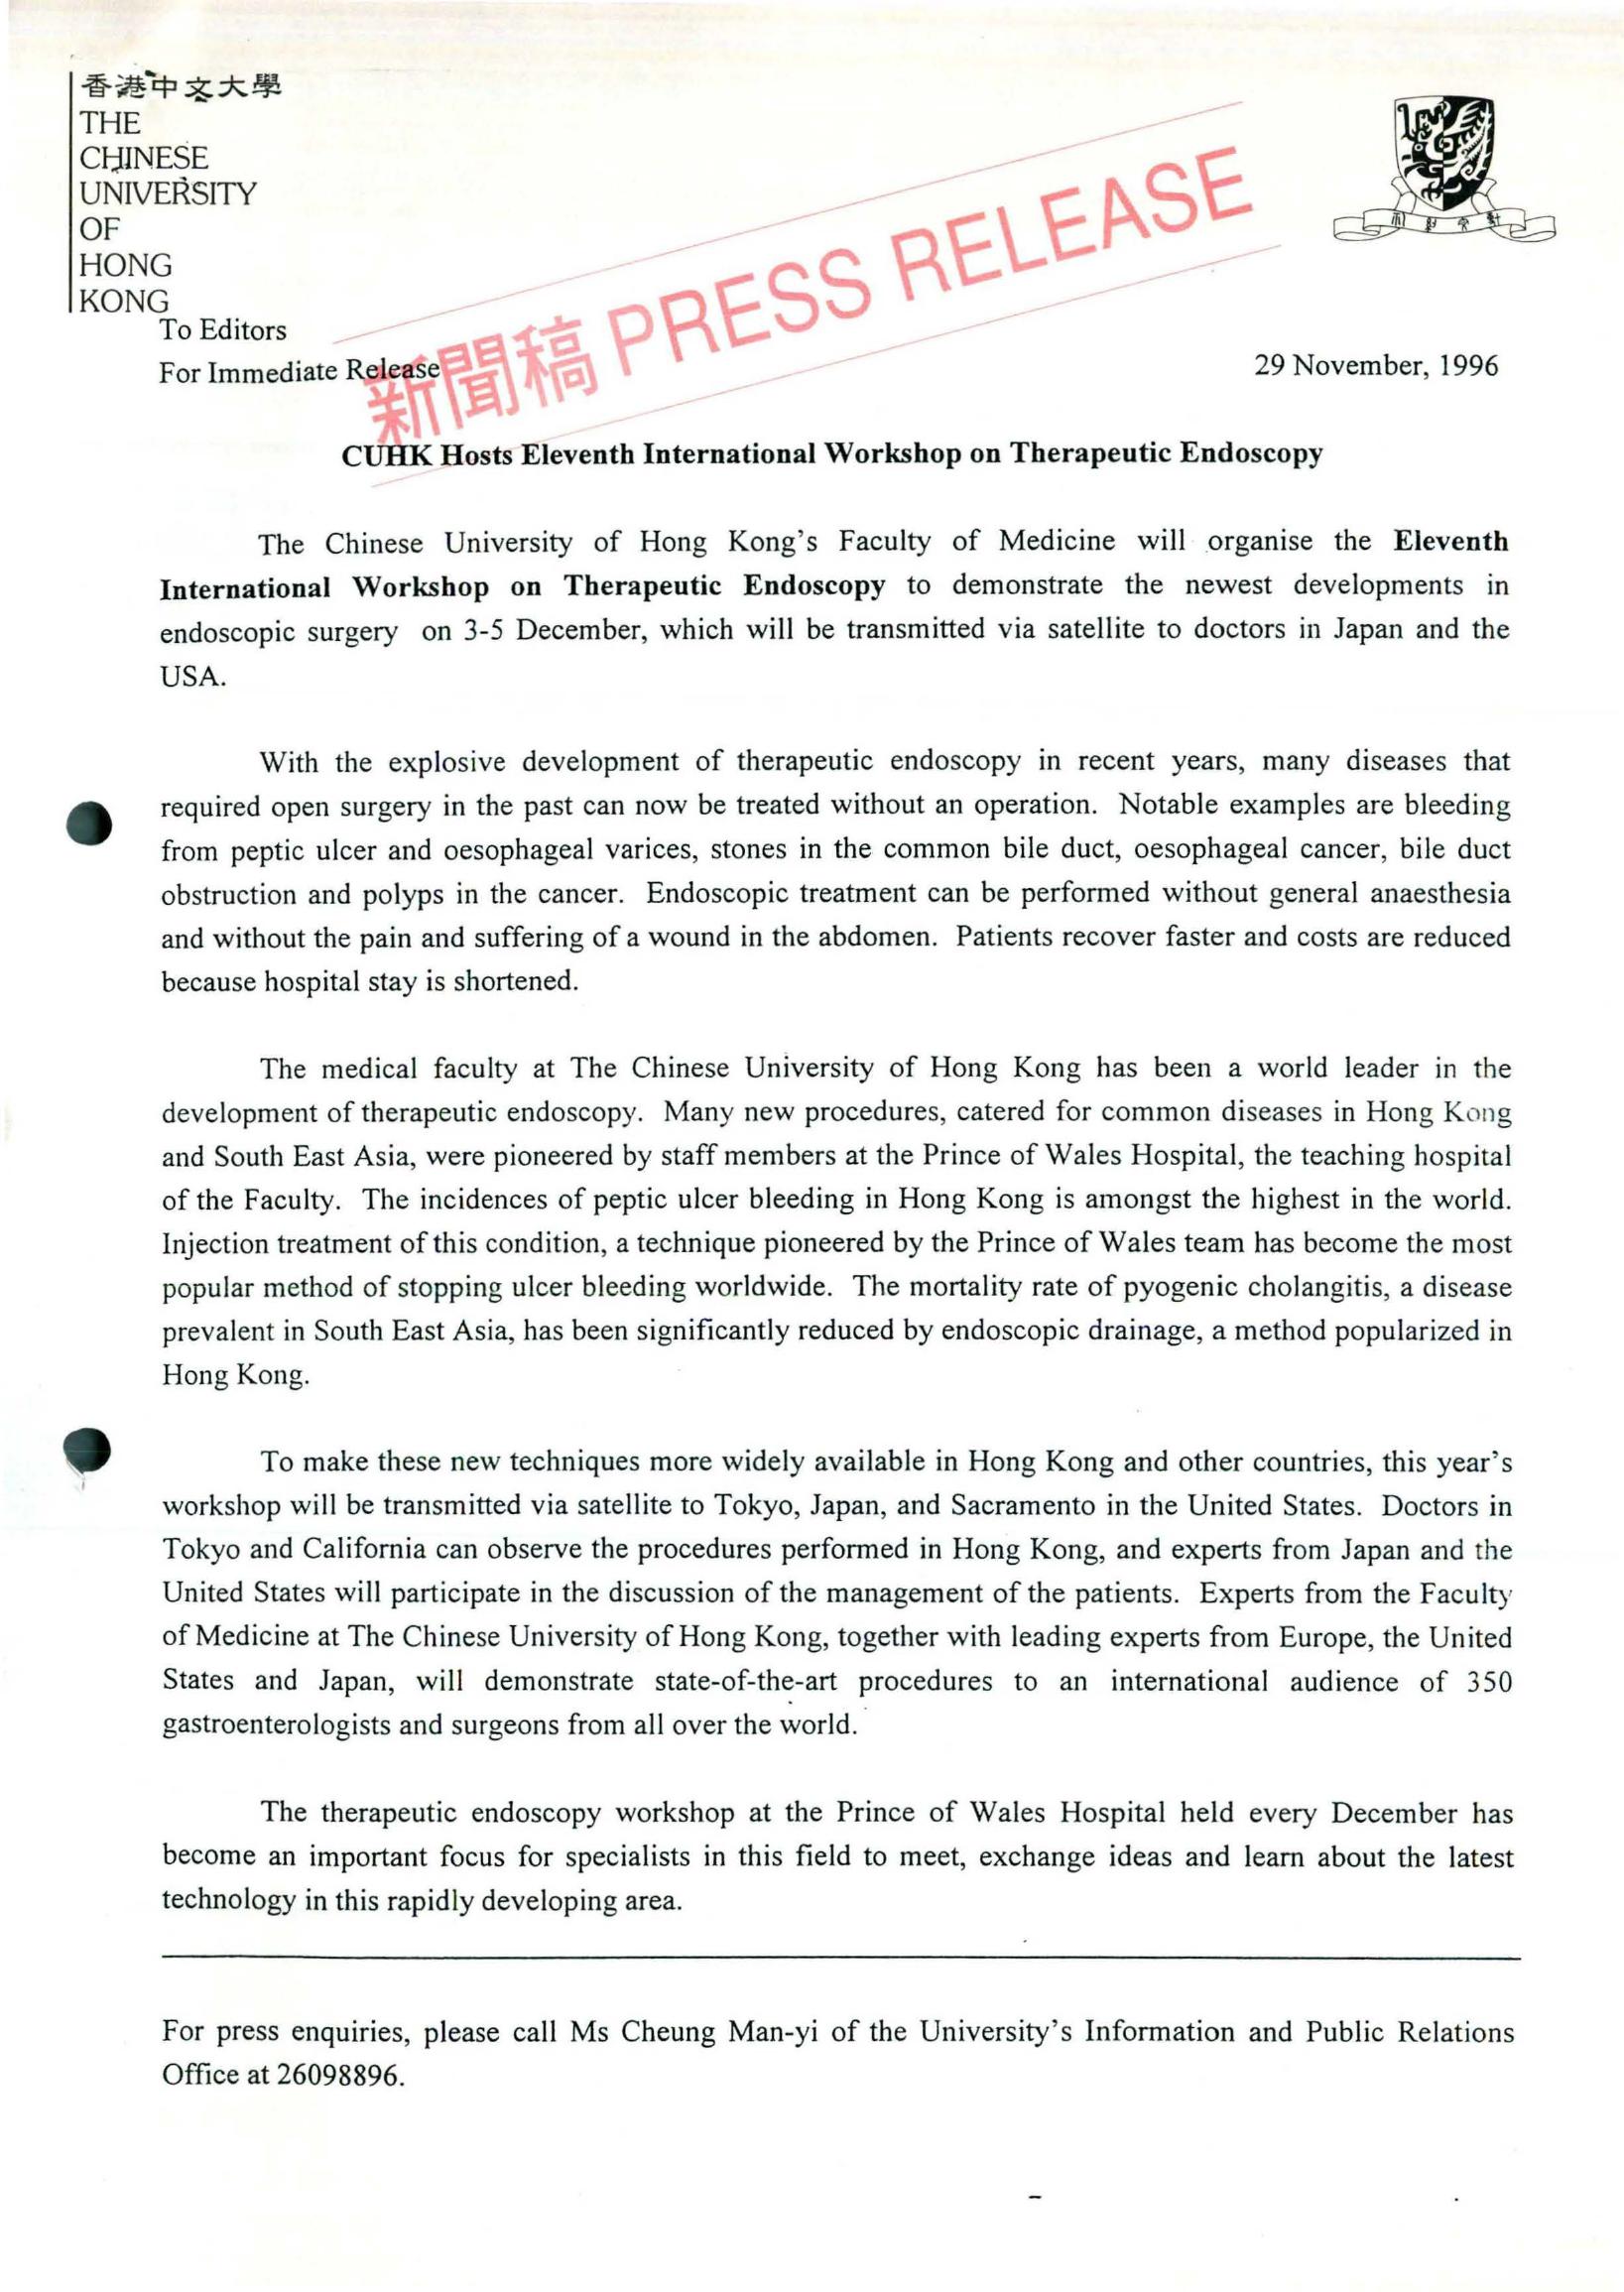 香港中文大學
THE
CHINESE
UNIVERSITY
OF
HONG
KONG
新聞稿 PRESS RELEASE
To Editors
For Immediate Release
29 November, 1996
CUHK Hosts Eleventh International Workshop on Therapeutic Endoscopy
The Chinese University of Hong Kong's Faculty of Medicine will organise the Eleventh
International Workshop on Therapeutic Endoscopy to demonstrate the newest developments in
endoscopic surgery on 3-5 December, which will be transmitted via satellite to doctors in Japan and the
USA.
With the explosive development of therapeutic endoscopy in recent years, many diseases that
required open surgery in the past can now be treated without an operation. Notable examples are bleeding
from peptic ulcer and oesophageal varices, stones in the common bile duct, oesophageal cancer, bile duct
obstruction and polyps in the cancer. Endoscopic treatment can be performed without general anaesthesia
and without the pain and suffering of a wound in the abdomen. Patients recover faster and costs are reduced
because hospital stay is shortened.
The medical faculty at The Chinese University of Hong Kong has been a world leader in the
development of therapeutic endoscopy. Many new procedures, catered for common diseases in Hong Kong
and South East Asia, were pioneered by staff members at the Prince of Wales Hospital, the teaching hospital
of the Faculty. The incidences of peptic ulcer bleeding in Hong Kong is amongst the highest in the world.
Injection treatment of this condition, a technique pioneered by the Prince of Wales team has become the most
popular method of stopping ulcer bleeding worldwide. The mortality rate of pyogenic cholangitis, a disease
prevalent in South East Asia, has been significantly reduced by endoscopic drainage, a method popularized in
Hong Kong.
To make these new techniques more widely available in Hong Kong and other countries, this year's
workshop will be transmitted via satellite to Tokyo, Japan, and Sacramento in the United States. Doctors in
Tokyo and California can observe the procedures performed in Hong Kong, and experts from Japan and the
United States will participate in the discussion of the management of the patients. Experts from the Faculty
of Medicine at The Chinese University of Hong Kong, together with leading experts from Europe, the United
States and Japan, will demonstrate state-of-the-art procedures to an international audience of 350
gastroenterologists and surgeons from all over the world.
The therapeutic endoscopy workshop at the Prince of Wales Hospital held every December has
become an important focus for specialists in this field to meet, exchange ideas and learn about the latest
technology in this rapidly developing area.
For press enquiries, please call Ms Cheung Man-yi of the University's Information and Public Relations
Office at 26098896.